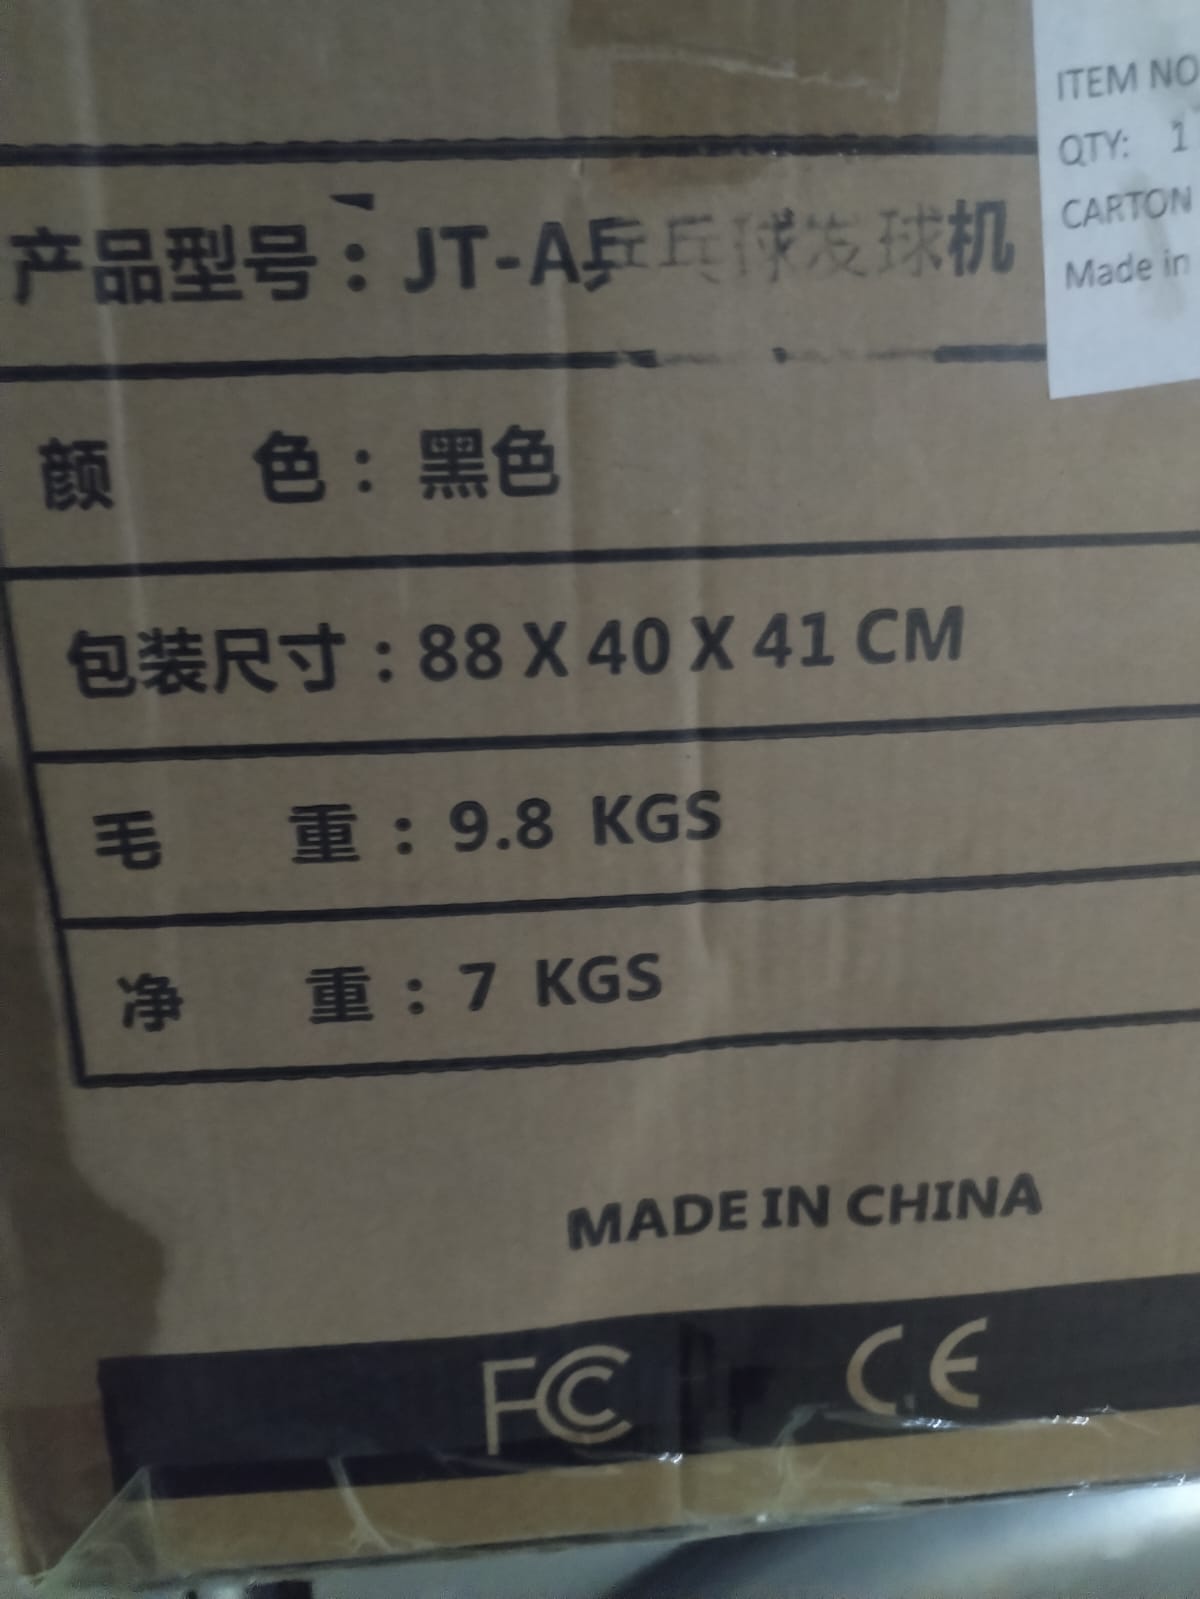 产品型号：JT-A乒乓球发球机
颜 色：黑色
包装尺寸：88 X 40 X 41 CM
毛 重：9.8 KGS
净 重：7 KGS
MADE IN CHINA
FC CE
ITEM NO
QTY: 1
CARTON
Made in